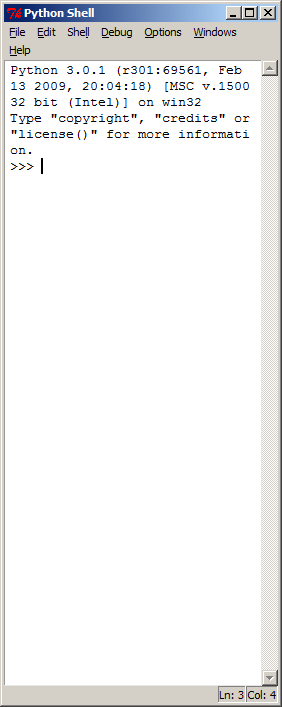 Python Shell
File Edit Shell Debug Options Windows
Help
Python 3.0.1 (r301:69561, Feb
13 2009, 20:04:18) [MSC v.1500
32 bit (Intel)] on win32
Type "copyright", "credits" or
"license()" for more informati
on.
>>>
Ln: 3 Col: 4